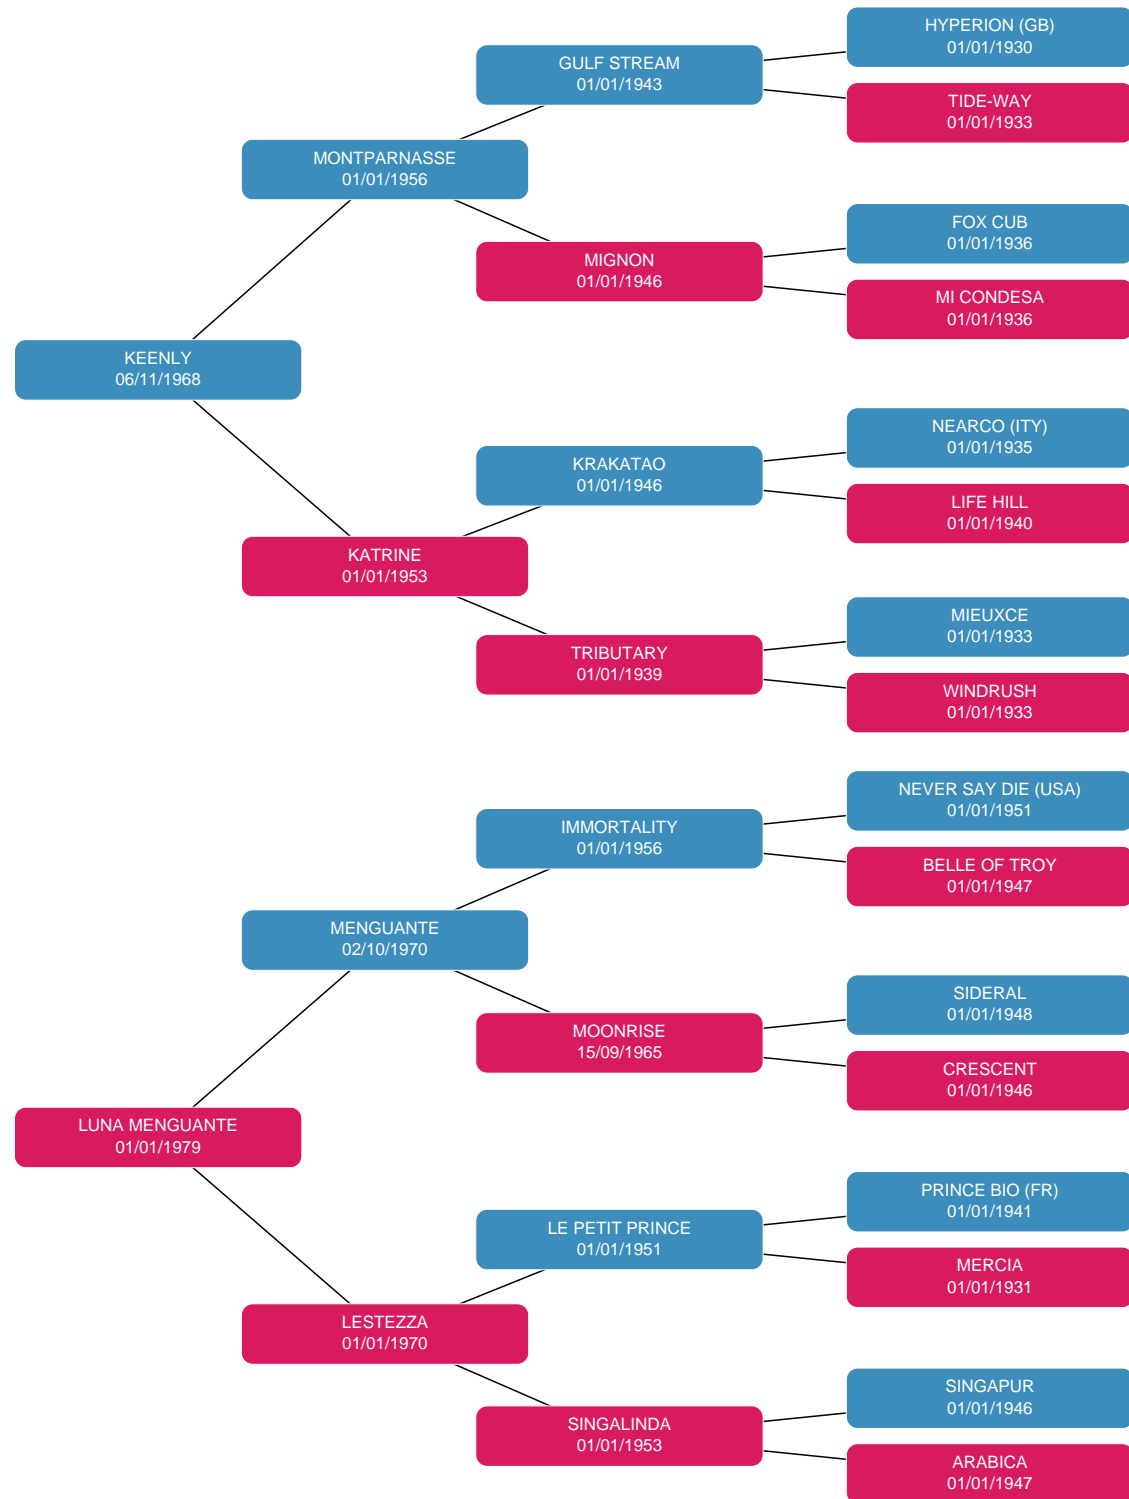 HYPERION (GB)
01/01/1930
GULF STREAM
01/01/1943
TIDE-WAY
01/01/1933
MONTPARNASSE
01/01/1956
FOX CUB
01/01/1936
MIGNON
01/01/1946
MI CONDESA
01/01/1936
KEENLY
06/11/1968
NEARCO (ITY)
01/01/1935
KRAKATAO
01/01/1946
LIFE HILL
01/01/1940
KATRINE
01/01/1953
MIEUXCE
01/01/1933
TRIBUTARY
01/01/1939
WINDRUSH
01/01/1933
NEVER SAY DIE (USA)
01/01/1951
IMMORTALITY
01/01/1956
BELLE OF TROY
01/01/1947
MENGUANTE
02/10/1970
SIDERAL
01/01/1948
MOONRISE
15/09/1965
CRESCENT
01/01/1946
LUNA MENGUANTE
01/01/1979
PRINCE BIO (FR)
01/01/1941
LE PETIT PRINCE
01/01/1951
MERCIA
01/01/1931
LESTEZZA
01/01/1970
SINGAPUR
01/01/1946
SINGALINDA
01/01/1953
ARABICA
01/01/1947